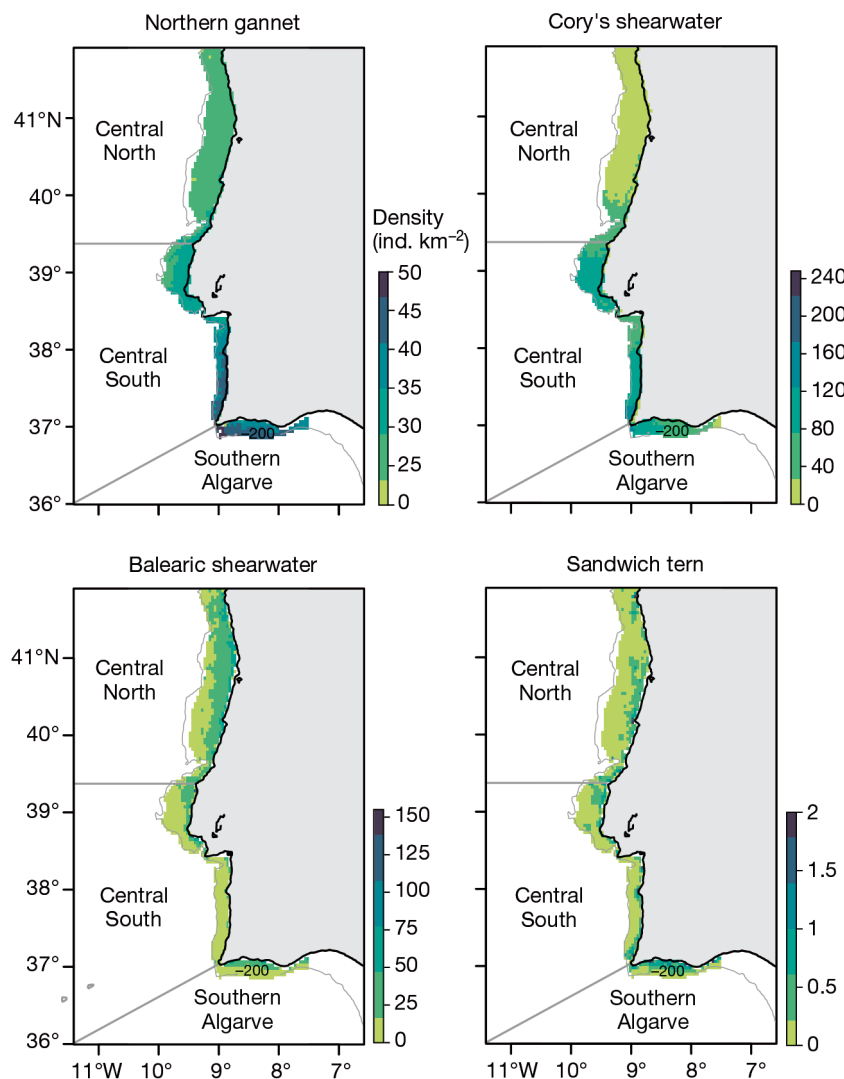 Northern gannet
41°N
40°
39°
38°
37°
36°
Central
North
Central
South
Southern
Algarve
−200
Density
(ind. km−2)
50
45
40
35
30
25
0
Cory's shearwater
Central
North
Central
South
Southern
Algarve
−200
240
200
160
120
80
40
0
Balearic shearwater
41°N
40°
39°
38°
37°
36°
Central
North
Central
South
Southern
Algarve
−200
150
125
100
75
50
25
0
11°W
10°
9°
8°
7°
Sandwich tern
Central
North
Central
South
Southern
Algarve
−200
2
1.5
1
0.5
0
11°W
10°
9°
8°
7°